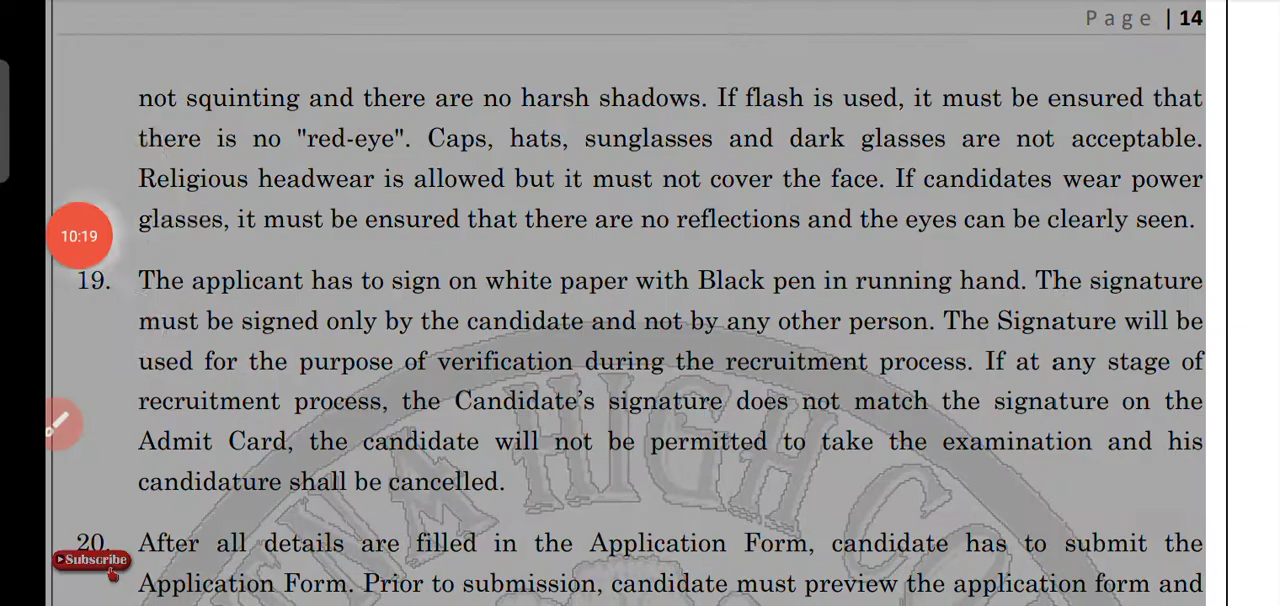 Page | 14
not squinting and there are no harsh shadows. If flash is used, it must be ensured that
there is no "red-eye". Caps, hats, sunglasses and dark glasses are not acceptable.
Religious headwear is allowed but it must not cover the face. If candidates wear power
glasses, it must be ensured that there are no reflections and the eyes can be clearly seen.
10:19
19. The applicant has to sign on white paper with Black pen in running hand. The signature
must be signed only by the candidate and not by any other person. The Signature will be
used for the purpose of verification during the recruitment process. If at any stage of
recruitment process, the Candidate's signature does not match the signature on the
Admit Card, the candidate will not be permitted to take the examination and his
candidature shall be cancelled.
20. After all details are filled in the Application Form, candidate has to submit the
Subscribe
Application Form. Prior to submission, candidate must preview the application form and
HIGH CO